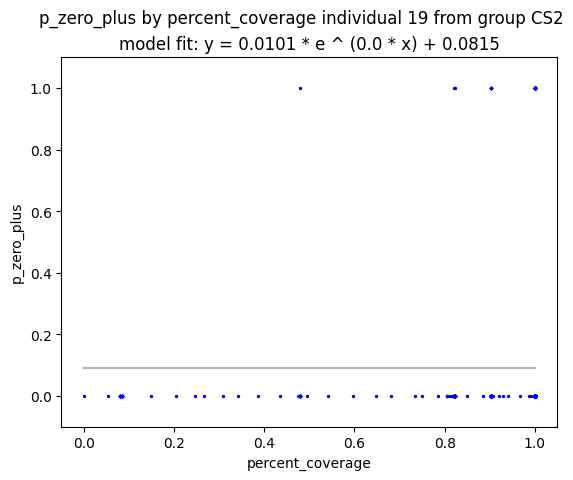 p_zero_plus by percent_coverage individual 19 from group CS2
model fit: y = 0.0101 * e ^ (0.0 * x) + 0.0815
1.0
0.8
0.6
0.4
0.2
0.0
p_zero_plus
0.0 0.2 0.4 0.6 0.8 1.0
percent_coverage